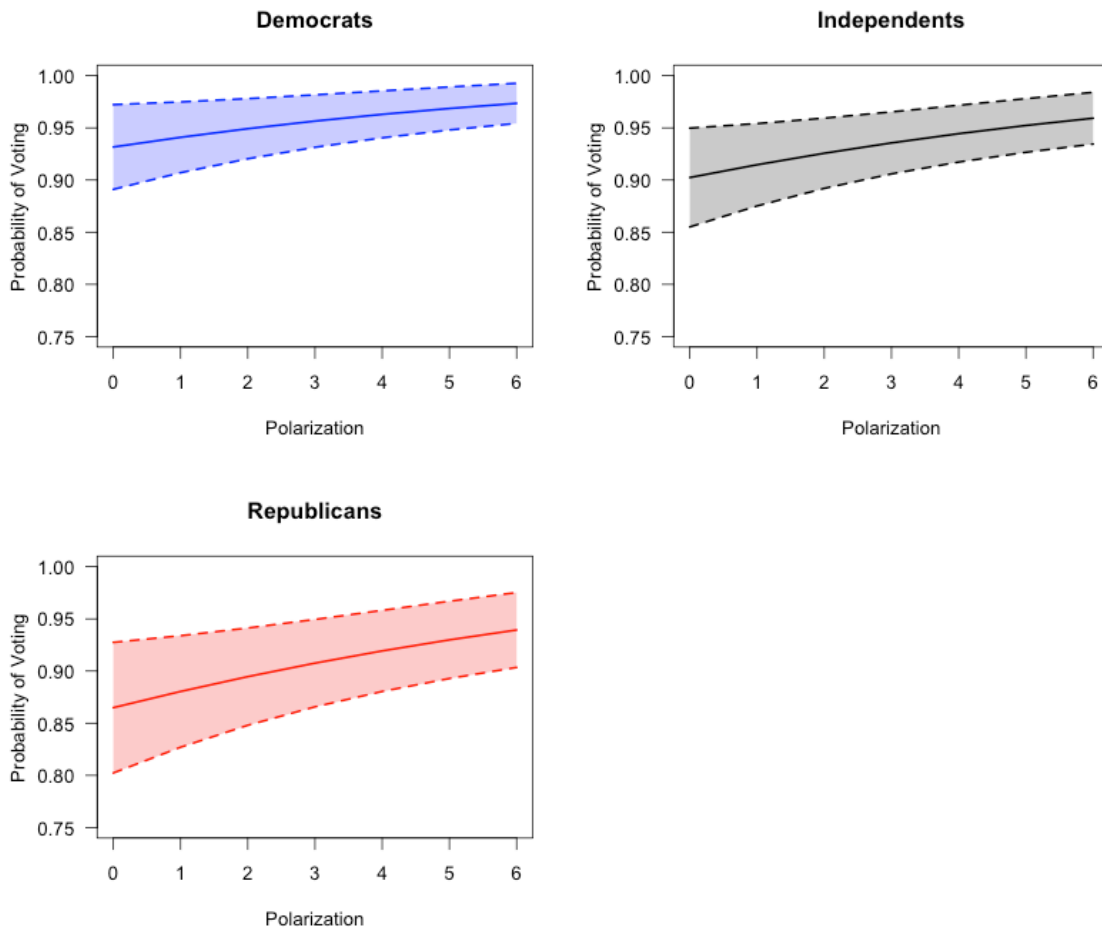 Democrats
Probability of Voting
1.00
0.95
0.90
0.85
0.80
0.75
0 1 2 3 4 5 6
Polarization
Independents
Probability of Voting
1.00
0.95
0.90
0.85
0.80
0.75
0 1 2 3 4 5 6
Polarization
Republicans
Probability of Voting
1.00
0.95
0.90
0.85
0.80
0.75
0 1 2 3 4 5 6
Polarization